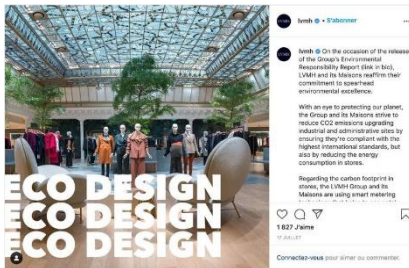 ECO DESIGN
ECO DESIGN
ECO DESIGN
lvmh • S'abonner
lvmh On the occasion of the release
of the Group's Environmental
Responsibility Report (link in bio),
LVMH and its Maisons reaffirm their
commitment to spearhead
environmental excellence.
With an eye to protecting our planet,
the Group and its Maisons strive to
reduce CO2 emissions upgrading
industrial and administrative sites by
ensuring they're compliant with the
highest international standards, but
also by reducing the energy
consumption in stores.
Regarding the carbon footprint in
stores, the LVMH Group and its
Maisons are using smart metering
1 827 J'aime
17 JUILLET
Connectez-vous pour aimer ou commenter.